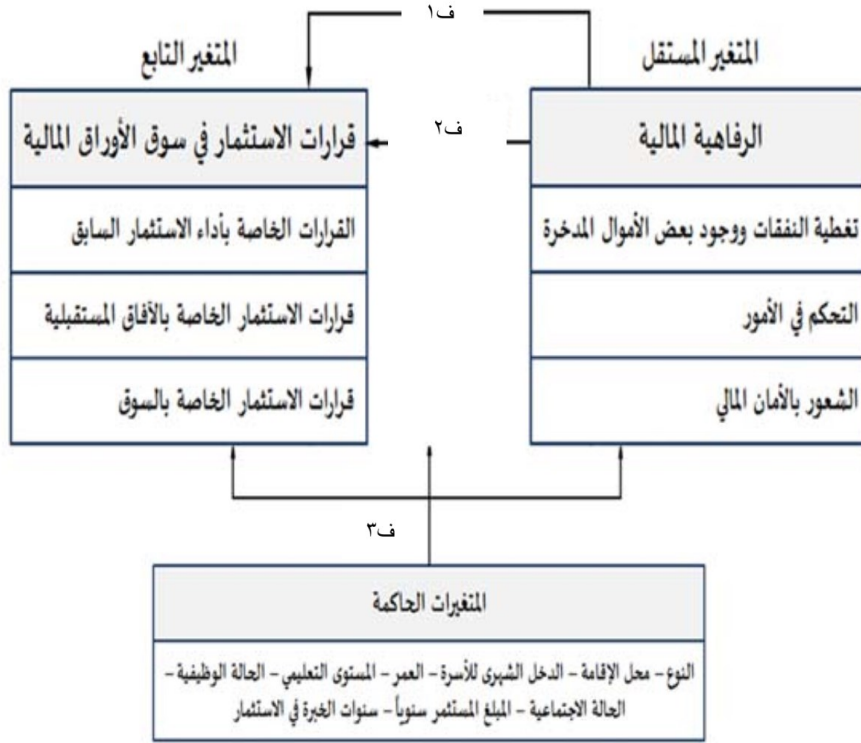 ف١
المتغير المستقل
المتغير التابع
الرفاهية المالية
ف٢
قرارات الاستثمار في سوق الأوراق المالية
تغطية النفقات ووجود بعض الأموال المدخرة
القرارات الخاصة بأداء الاستثمار السابق
التحكم في الأمور
قرارات الاستثمار الخاصة بالآفاق المستقبلية
الشعور بالأمان المالي
قرارات الاستثمار الخاصة بالسوق
ف٣
المتغيرات الحاكمة
النوع – محل الإقامة – الدخل الشهرى للأسرة – العمر – المستوى التعليمي – الحالة الوظيفية –
الحالة الاجتماعية – المبلغ المستثمر سنوياً – سنوات الخبرة في الاستثمار